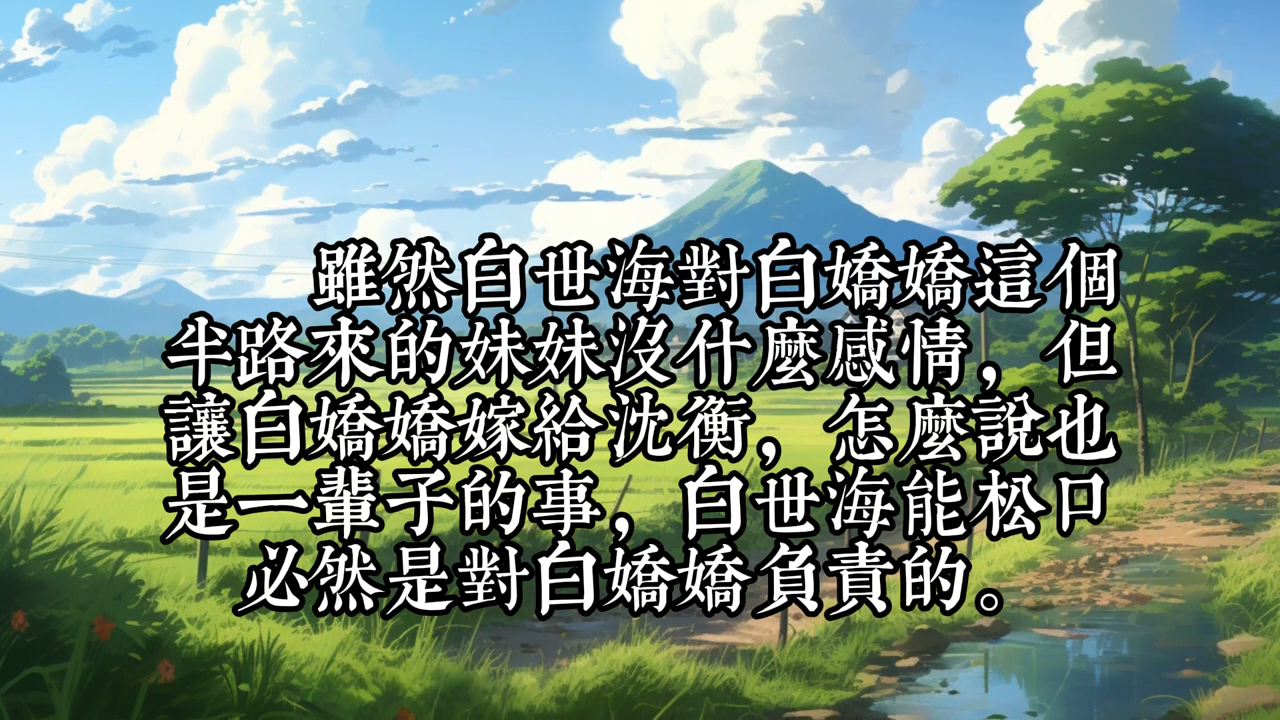 雖然白世海對白嬌嬌這個
半路來的妹妹沒什麼感情，但
讓白嬌嬌嫁給沈衡，怎麼說也
是一輩子的事，白世海能松口
必然是對白嬌嬌負責的。